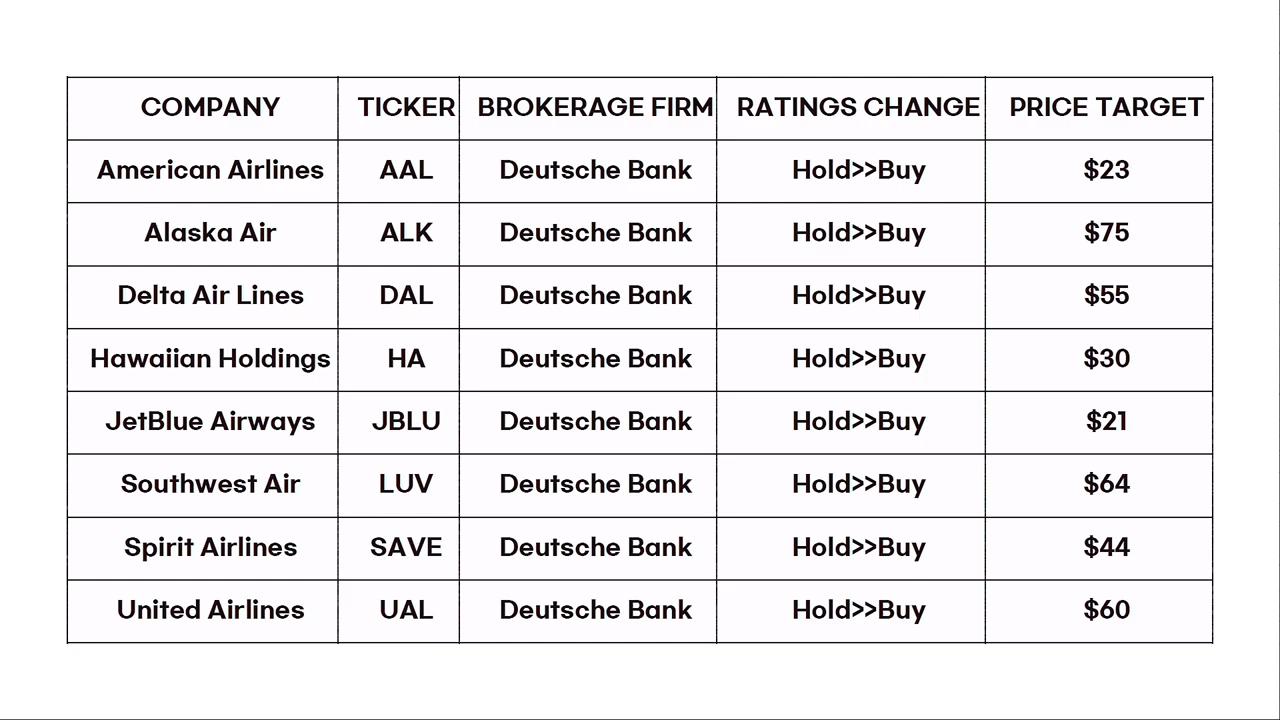 COMPANY TICKER BROKERAGE FIRM RATINGS CHANGE PRICE TARGET
American Airlines AAL Deutsche Bank Hold>>Buy $23
Alaska Air ALK Deutsche Bank Hold>>Buy $75
Delta Air Lines DAL Deutsche Bank Hold>>Buy $55
Hawaiian Holdings HA Deutsche Bank Hold>>Buy $30
JetBlue Airways JBLU Deutsche Bank Hold>>Buy $21
Southwest Air LUV Deutsche Bank Hold>>Buy $64
Spirit Airlines SAVE Deutsche Bank Hold>>Buy $44
United Airlines UAL Deutsche Bank Hold>>Buy $60